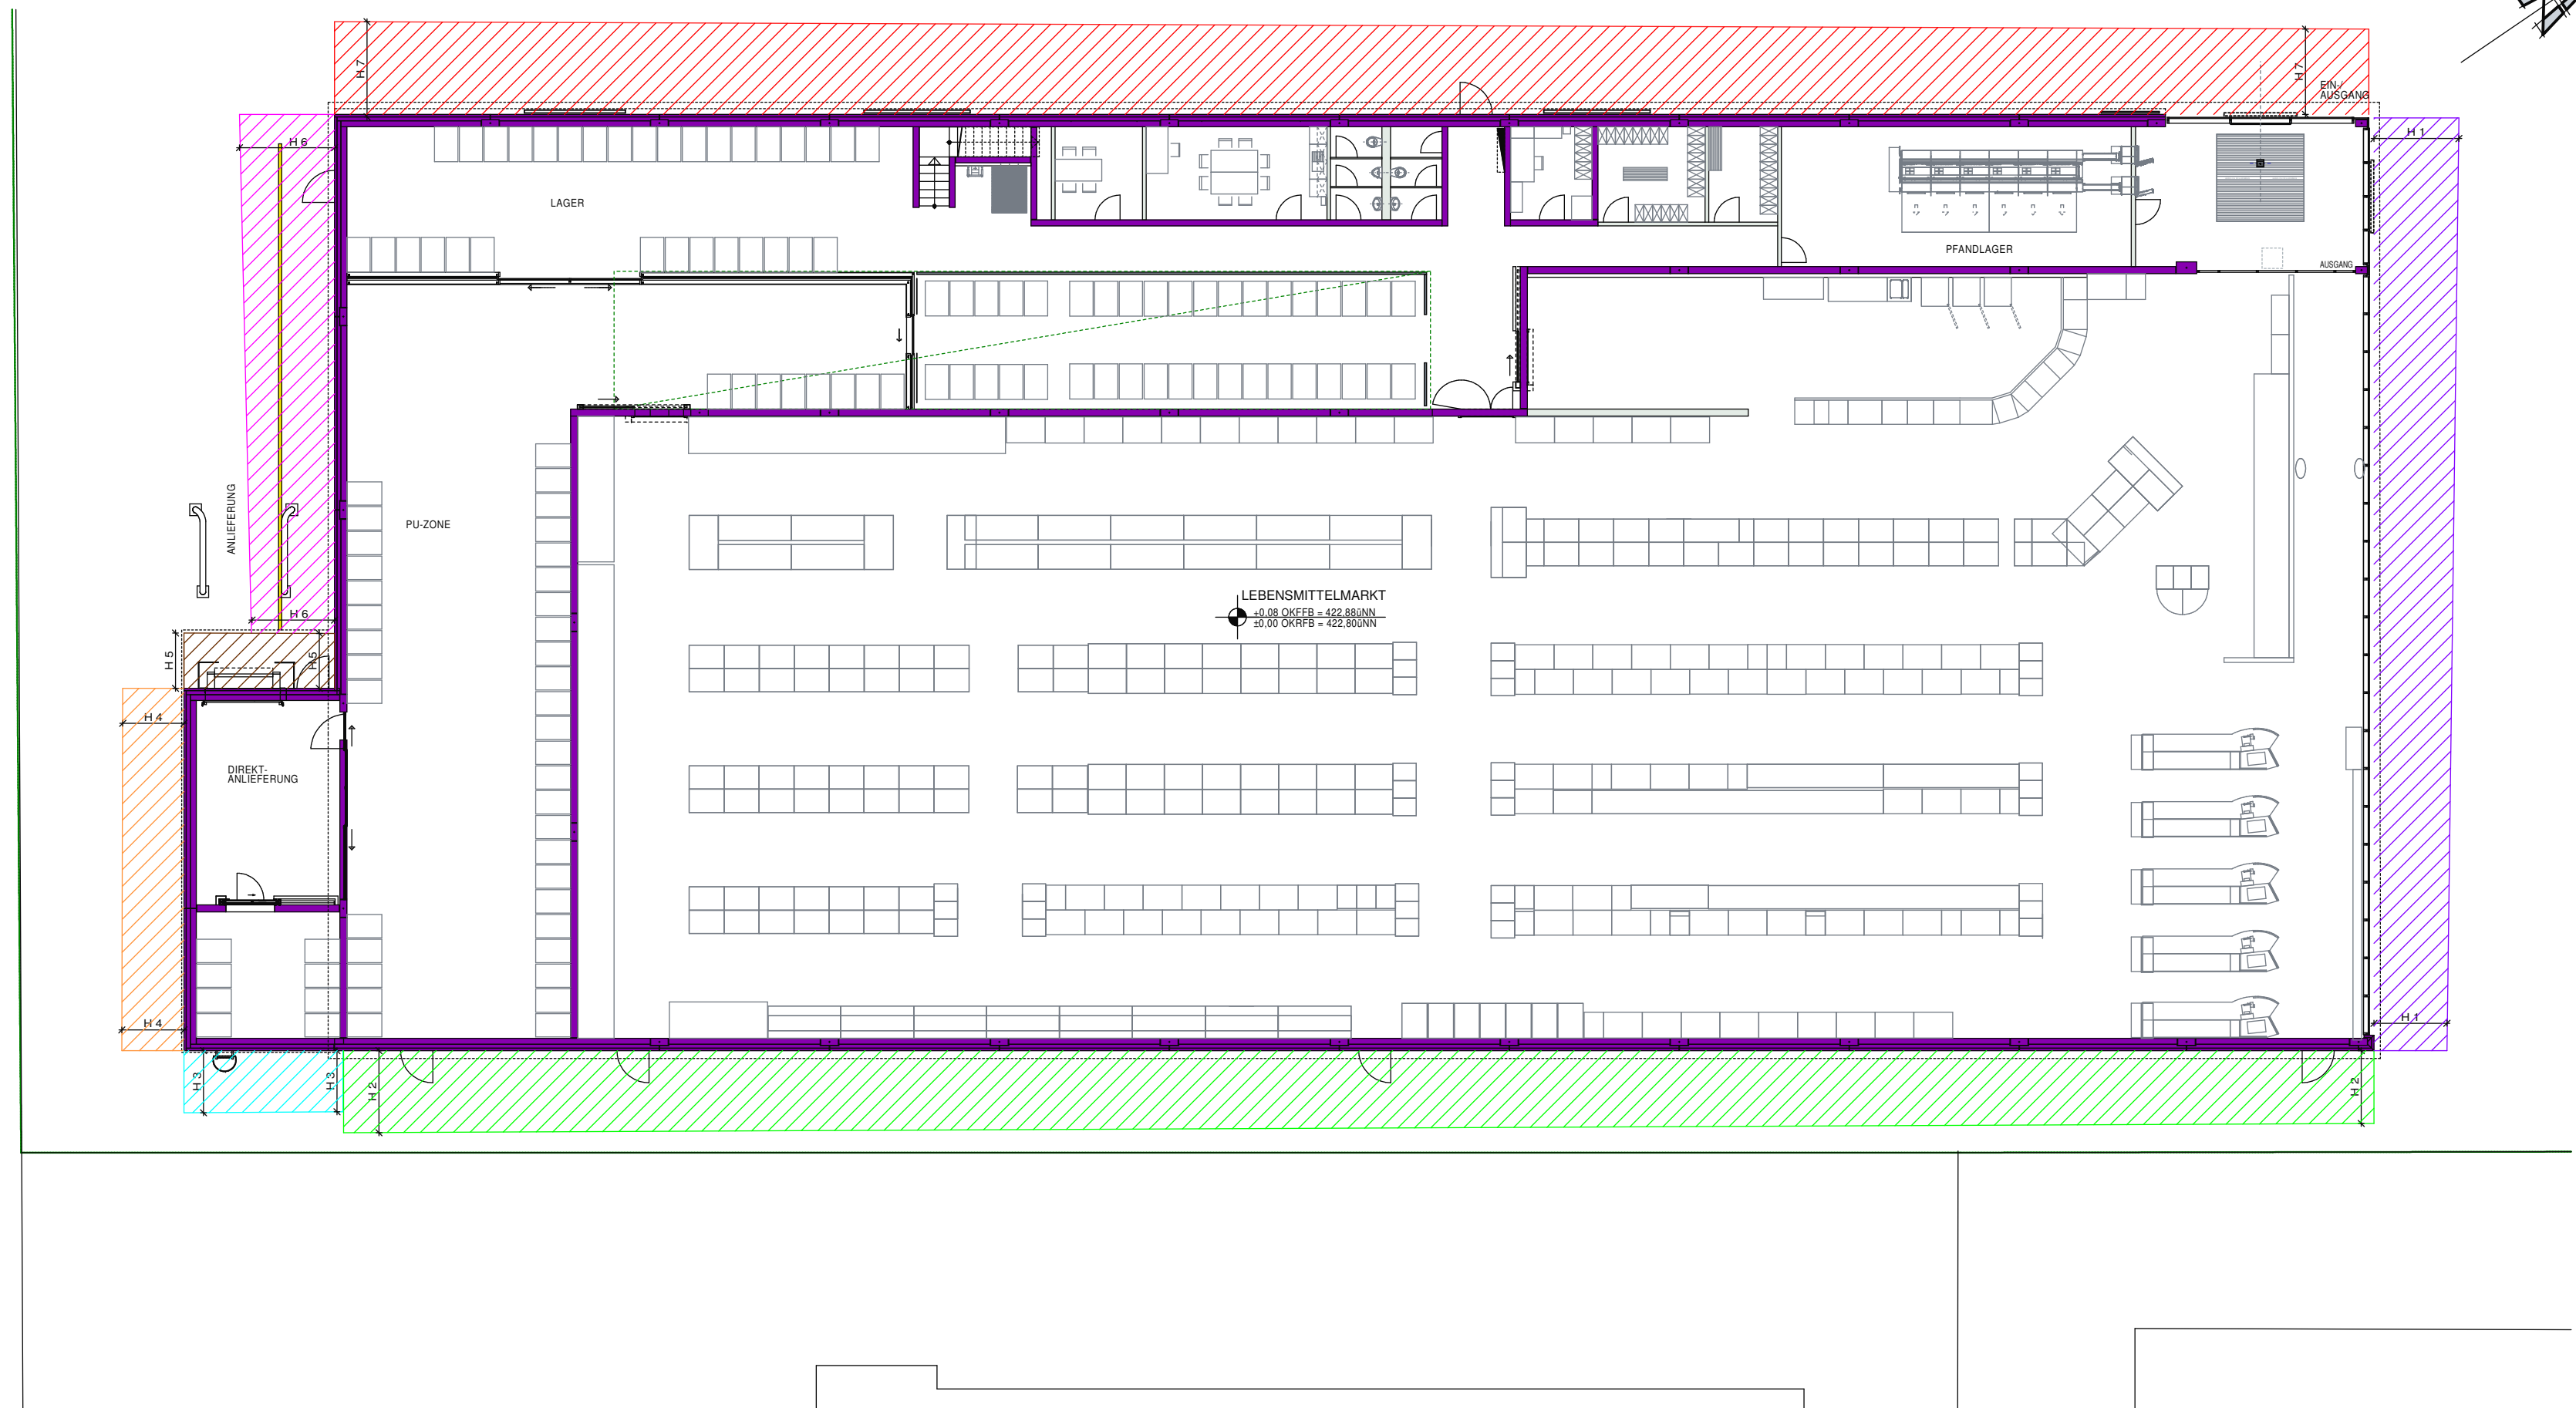 H 7
H 7
EIN-/
AUSGANG
H 6
H 1
LAGER
PFANDLAGER
AUSGANG
ANLIEFERUNG
PU-ZONE
LEBENSMITTELMARKT
+0,08 OKFFB = 422,88üNN
±0,00 OKRFB = 422,80üNN
H 6
H 5
H 5
H 4
DIREKT-
ANLIEFERUNG
H 4
H 1
H 3
H 3
H 2
H 2